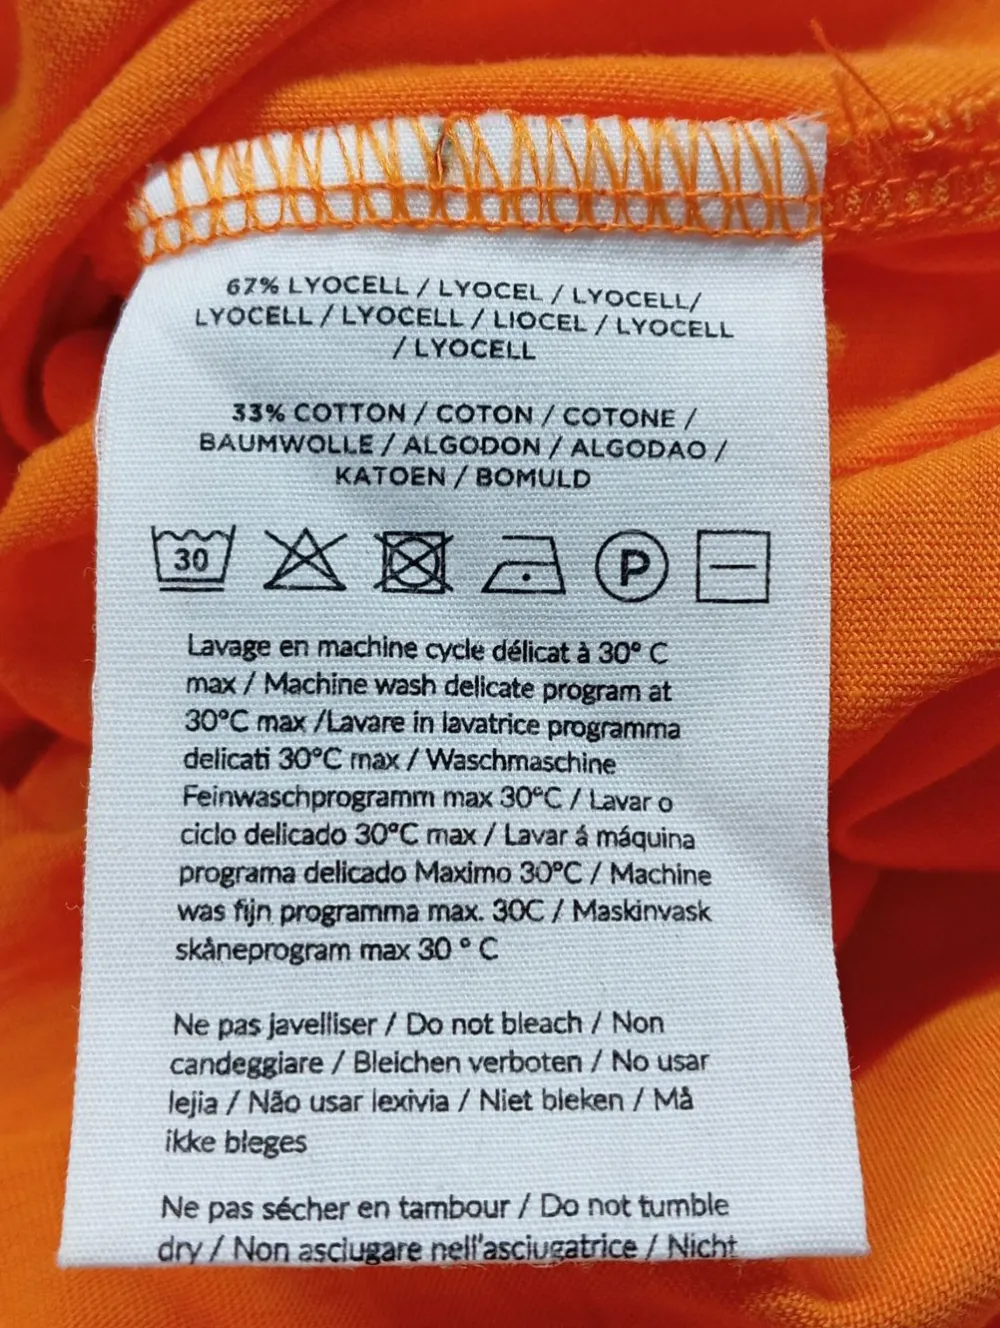 67% LYOCELL / LYOCEL / LYOCELL/
LYOCELL / LYOCELL / LIOCEL / LYOCELL
/ LYOCELL
33% COTTON / COTON / COTONE /
BAUMWOLLE / ALGODON / ALGODAO /
KATOEN / BOMULD
30 P
Lavage en machine cycle délicat à 30° C
max / Machine wash delicate program at
30°C max /Lavare in lavatrice programma
delicati 30°C max / Waschmaschine
Feinwaschprogramm max 30°C / Lavar o
ciclo delicado 30°C max / Lavar á máquina
programa delicado Maximo 30°C / Machine
was fijn programma max. 30C / Maskinvask
skåneprogram max 30 ° C
Ne pas javelliser / Do not bleach / Non
candeggiare / Bleichen verboten / No usar
lejia / Não usar lexivia / Niet bleken / Må
ikke bleges
Ne pas sécher en tambour / Do not tumble
dry / Non asciugare nell'asciugatrice / Nicht